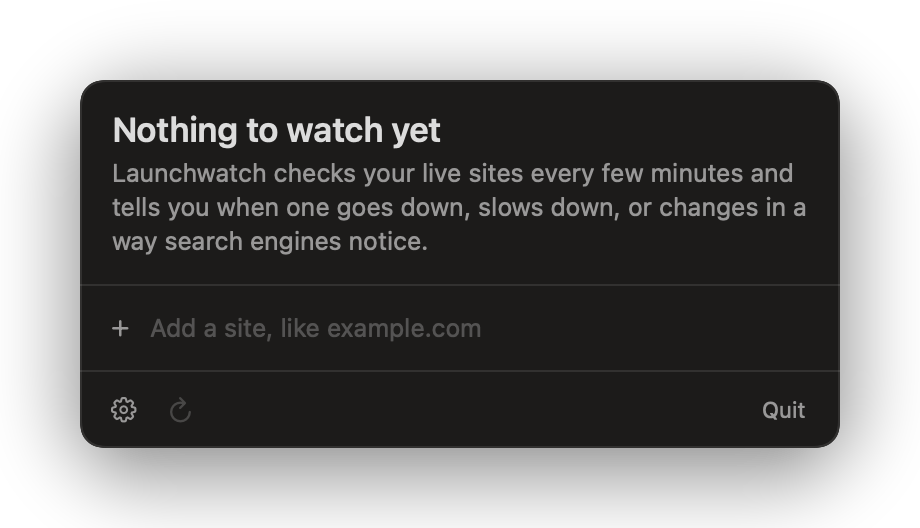 Nothing to watch yet
Launchwatch checks your live sites every few minutes and
tells you when one goes down, slows down, or changes in a
way search engines notice.
Add a site, like example.com
Quit